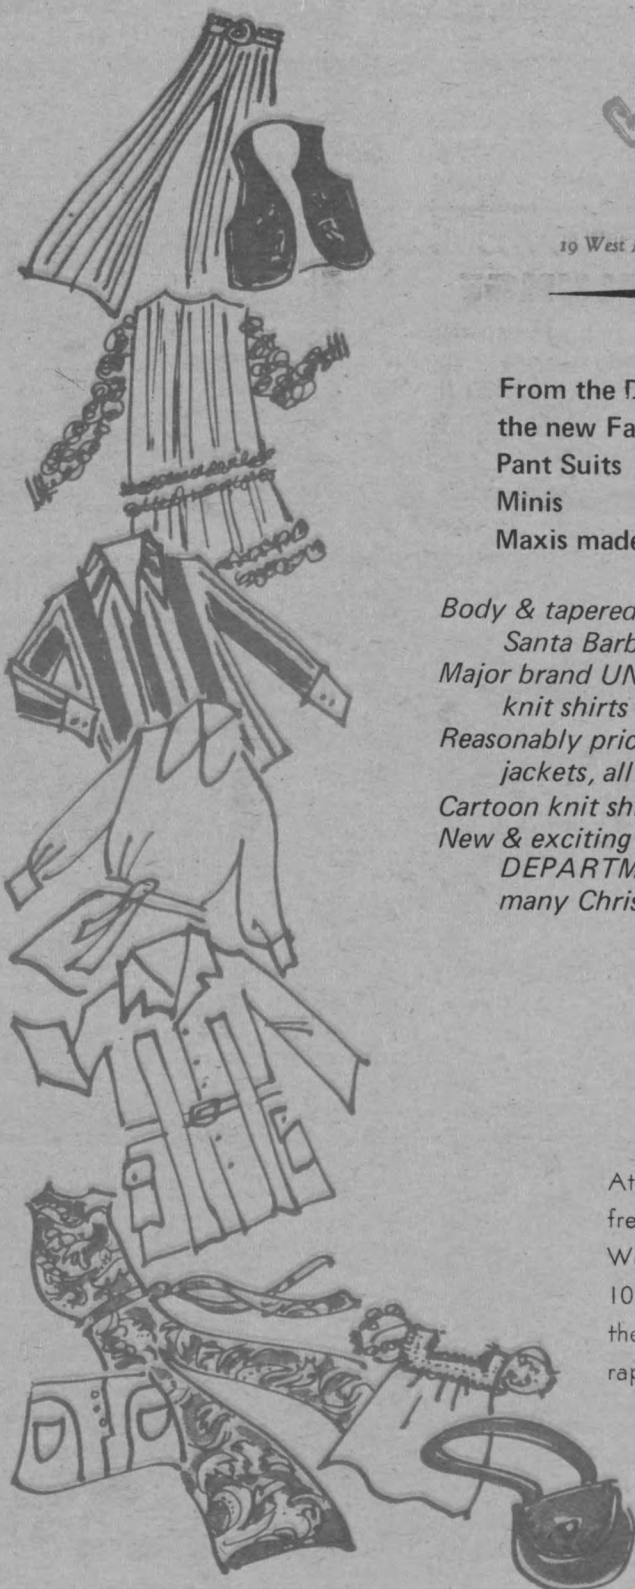 19 West
From the
the new Fa
Pant Suits
Minis
Maxis made
Body & tapered
Santa Barb
Major brand UN
knit shirts
Reasonably pric
jackets, all
Cartoon knit sh
New & exciting
DEPARTM
many Chris
At
fre
W
10
the
rap